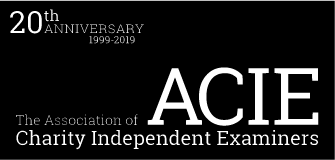 20th ANNIVERSARY
1999-2019
ACIE
The Association of
Charity Independent Examiners